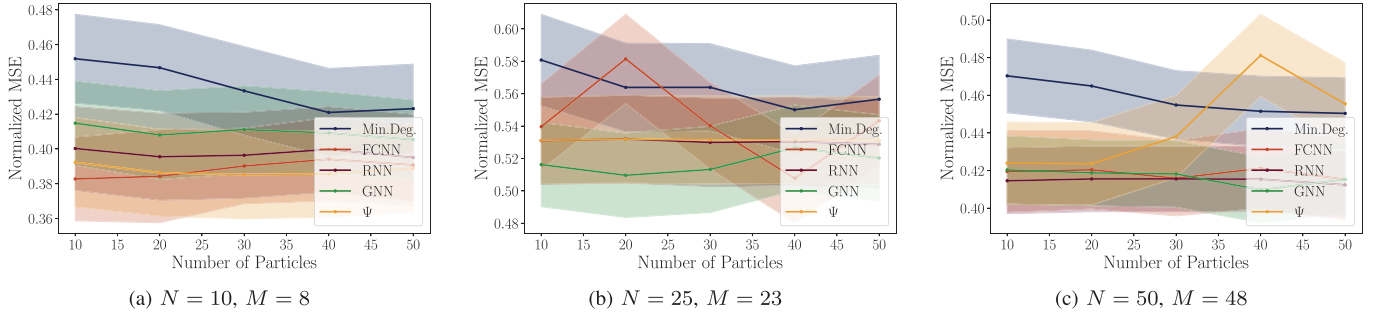 0.48
0.46
0.44
0.42
0.40
0.38
0.36
Normalized MSE
10 15 20 25 30 35 40 45 50
Number of Particles
Min.Deg.
FCNN
RNN
GNN
Ψ
(a) N = 10, M = 8
0.60
0.58
0.56
0.54
0.52
0.50
0.48
Normalized MSE
10 15 20 25 30 35 40 45 50
Number of Particles
Min.Deg.
FCNN
RNN
GNN
Ψ
(b) N = 25, M = 23
0.50
0.48
0.46
0.44
0.42
0.40
Normalized MSE
10 15 20 25 30 35 40 45 50
Number of Particles
Min.Deg.
FCNN
RNN
GNN
Ψ
(c) N = 50, M = 48